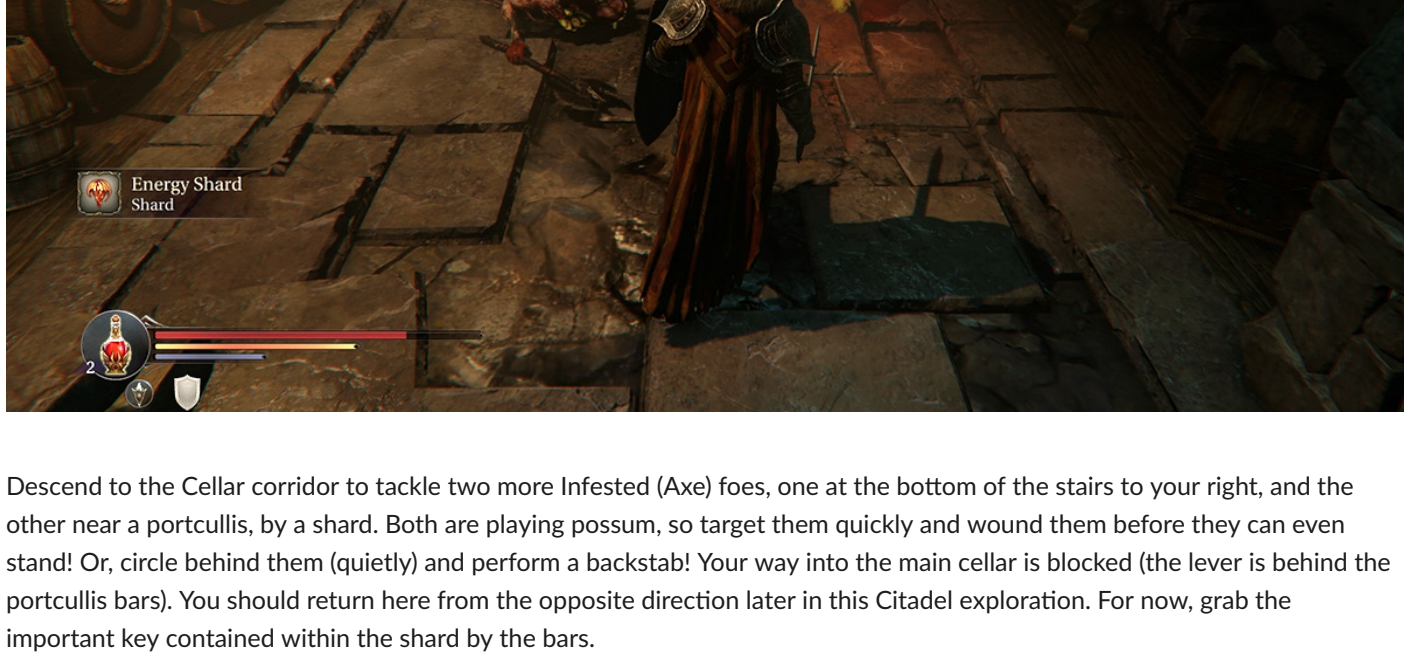 Energy Shard
Shard
2
Descend to the Cellar corridor to tackle two more Infested (Axe) foes, one at the bottom of the stairs to your right, and the
other near a portcullis, by a shard. Both are playing possum, so target them quickly and wound them before they can even
stand! Or, circle behind them (quietly) and perform a backstab! Your way into the main cellar is blocked (the lever is behind the
portcullis bars). You should return here from the opposite direction later in this Citadel exploration. For now, grab the
important key contained within the shard by the bars.